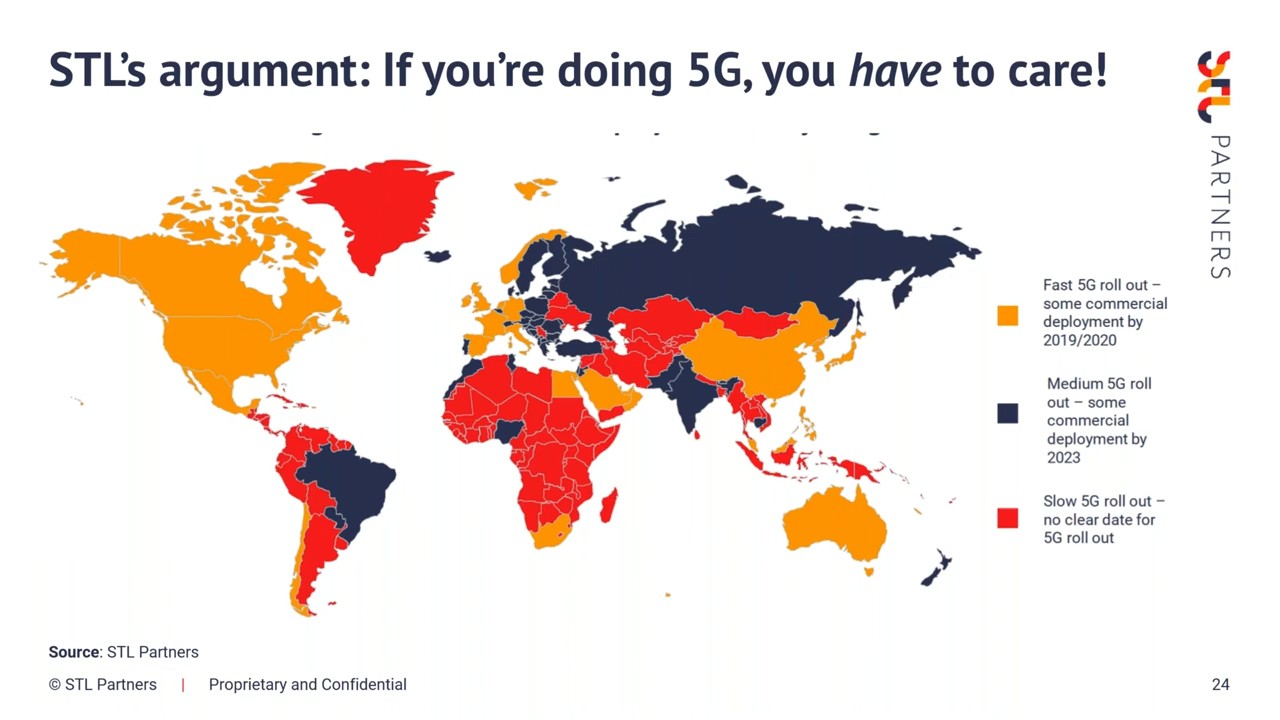 STL's argument: If you're doing 5G, you have to care!
STL PARTNERS
Fast 5G roll out –
some commercial
deployment by
2019/2020
Medium 5G roll
out – some
commercial
deployment by
2023
Slow 5G roll out –
no clear date for
5G roll out
Source: STL Partners
© STL Partners | Proprietary and Confidential
24